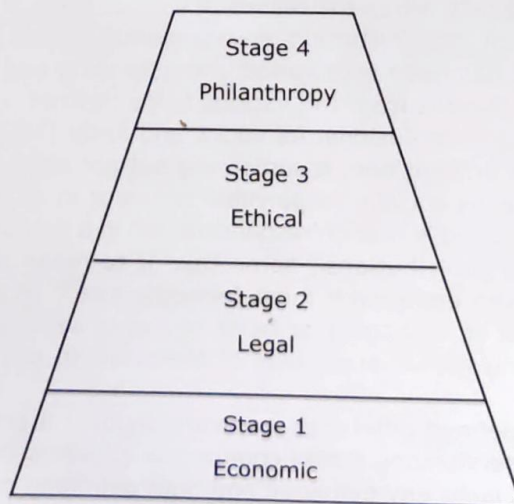 Stage 4
Philanthropy
Stage 3
Ethical
Stage 2
Legal
Stage 1
Economic